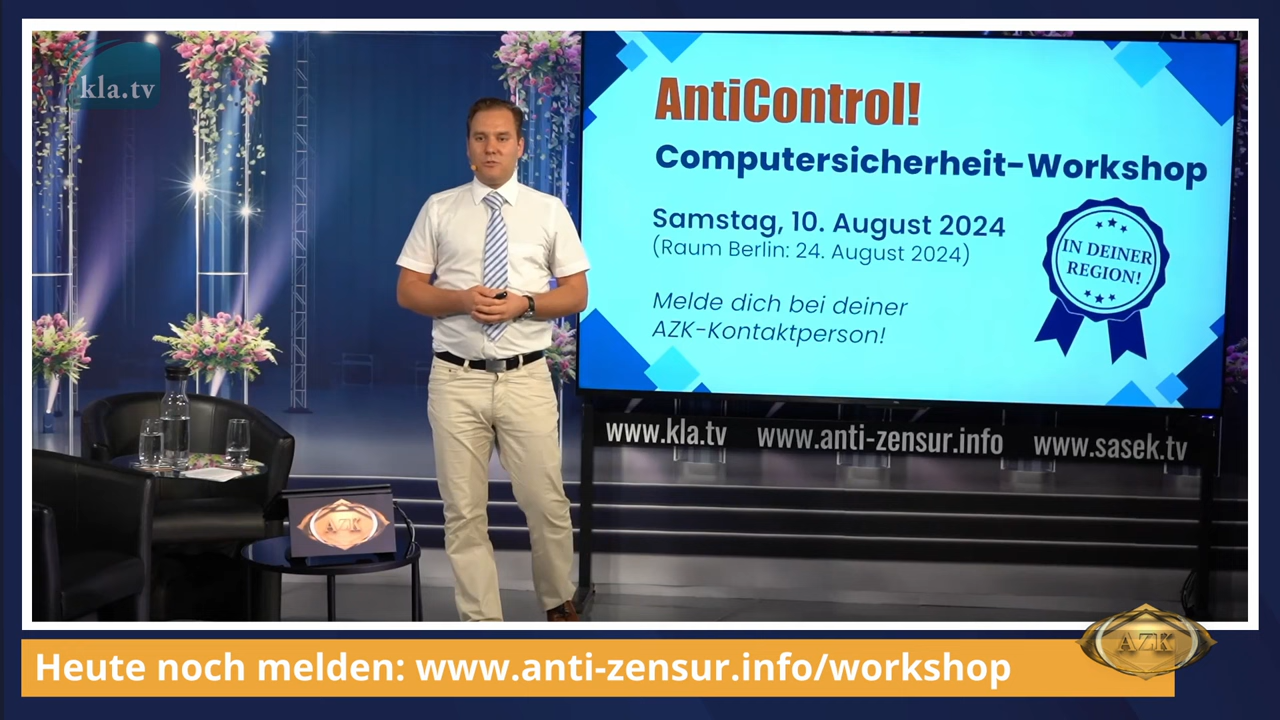 kla.tv
AntiControl!
Computersicherheit-Workshop
Samstag, 10. August 2024
(Raum Berlin: 24. August 2024)
IN DEINER
REGION!
Melde dich bei deiner
AZK-Kontaktperson!
www.kla.tv www.anti-zensur.info www.sasek.tv
AZK
Heute noch melden: www.anti-zensur.info/workshop
AZK